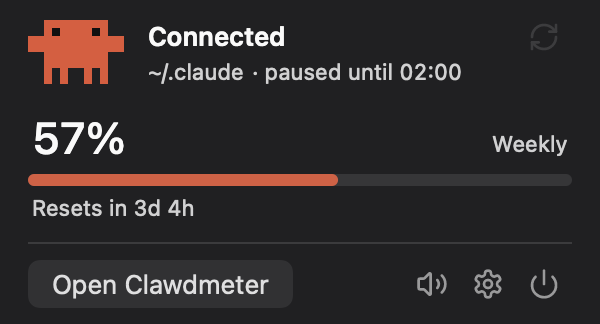 Connected
~/.claude · paused until 02:00
57%
Weekly
Resets in 3d 4h
Open Clawdmeter